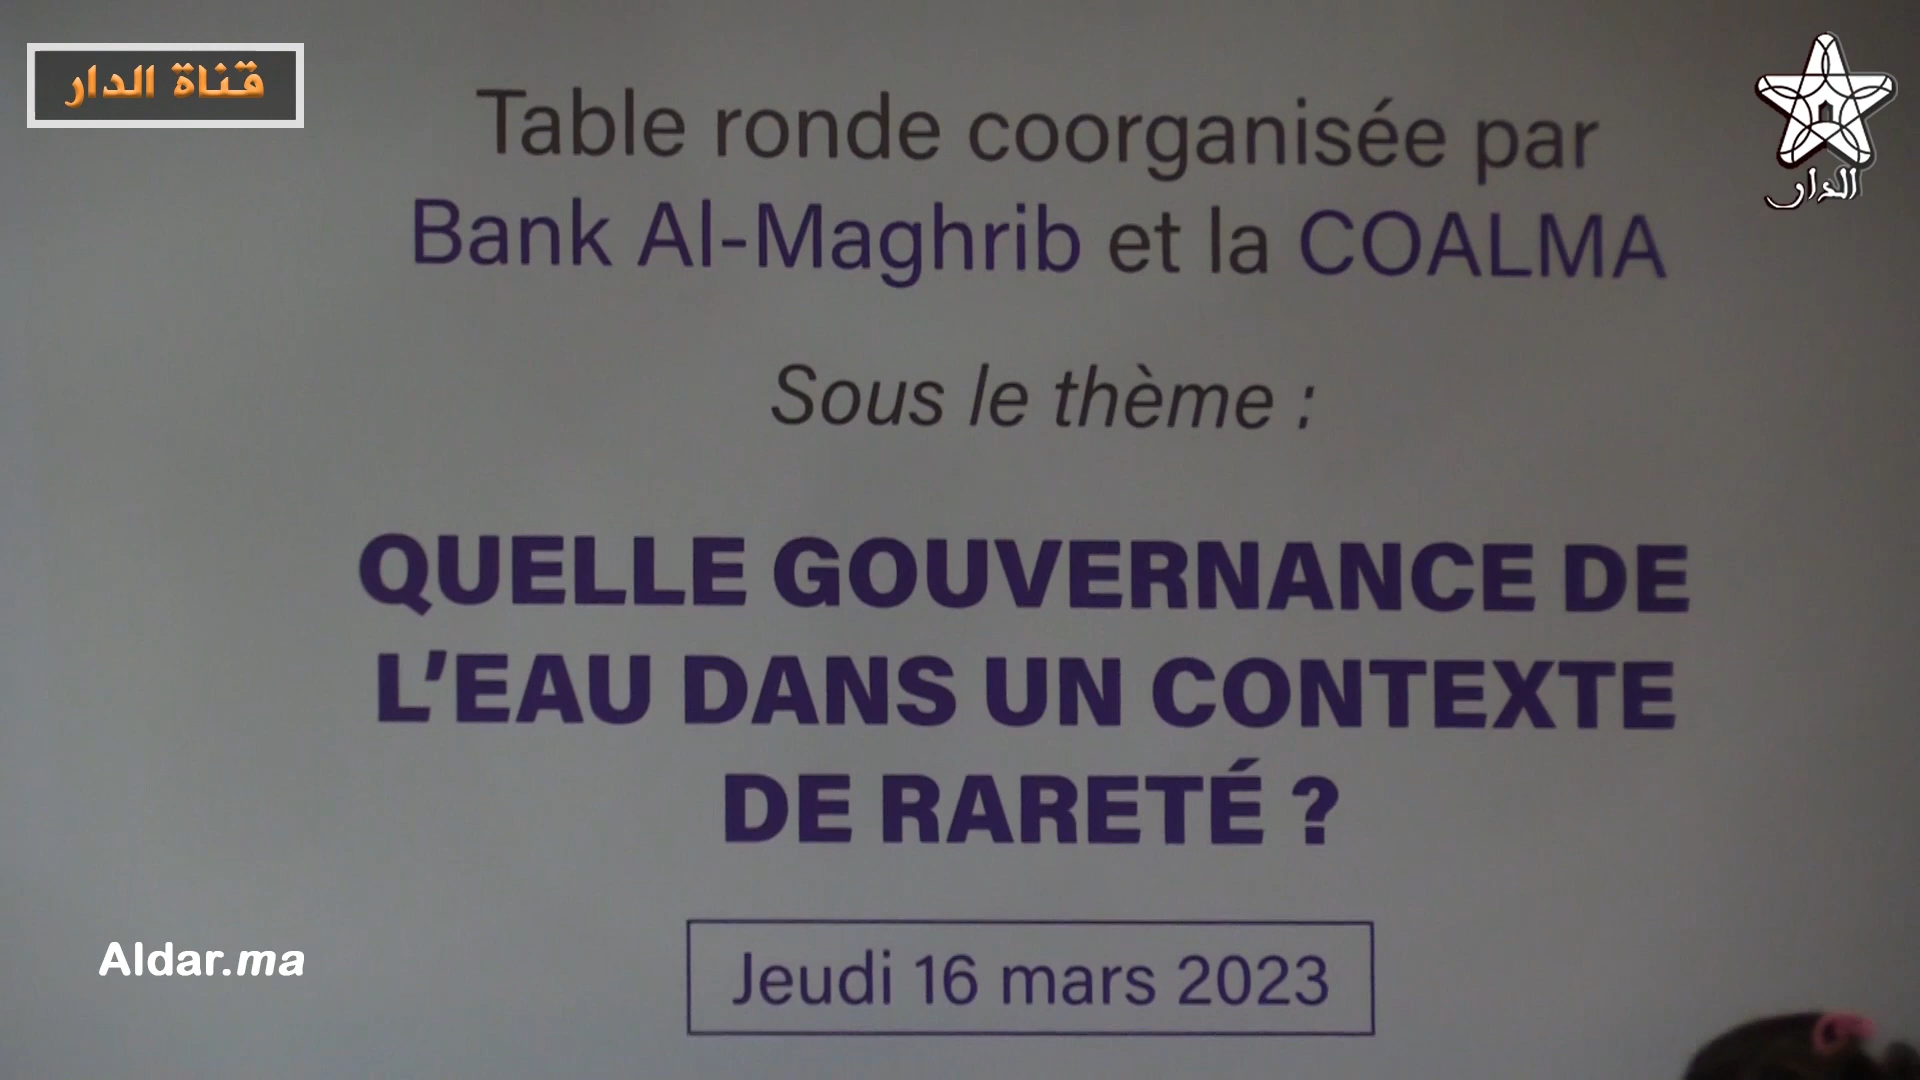 قناة الدار
الدار
Table ronde coorganisée par
Bank Al-Maghrib et la COALMA
Sous le thème :
QUELLE GOUVERNANCE DE
L'EAU DANS UN CONTEXTE
DE RARETÉ ?
Jeudi 16 mars 2023
Aldar.ma